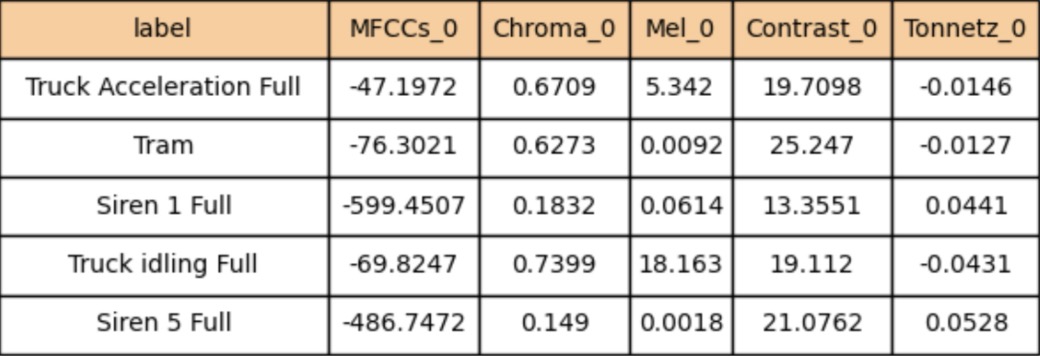 label MFCCs_0 Chroma_0 Mel_0 Contrast_0 Tonnetz_0
Truck Acceleration Full -47.1972 0.6709 5.342 19.7098 -0.0146
Tram -76.3021 0.6273 0.0092 25.247 -0.0127
Siren 1 Full -599.4507 0.1832 0.0614 13.3551 0.0441
Truck idling Full -69.8247 0.7399 18.163 19.112 -0.0431
Siren 5 Full -486.7472 0.149 0.0018 21.0762 0.0528